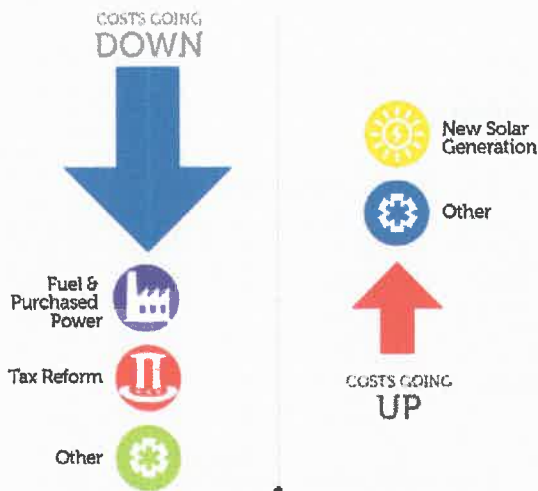 COSTS GOING
DOWN
Fuel &
Purchased
Power
Tax Reform
Other
New Solar
Generation
Other
COSTS GOING
UP